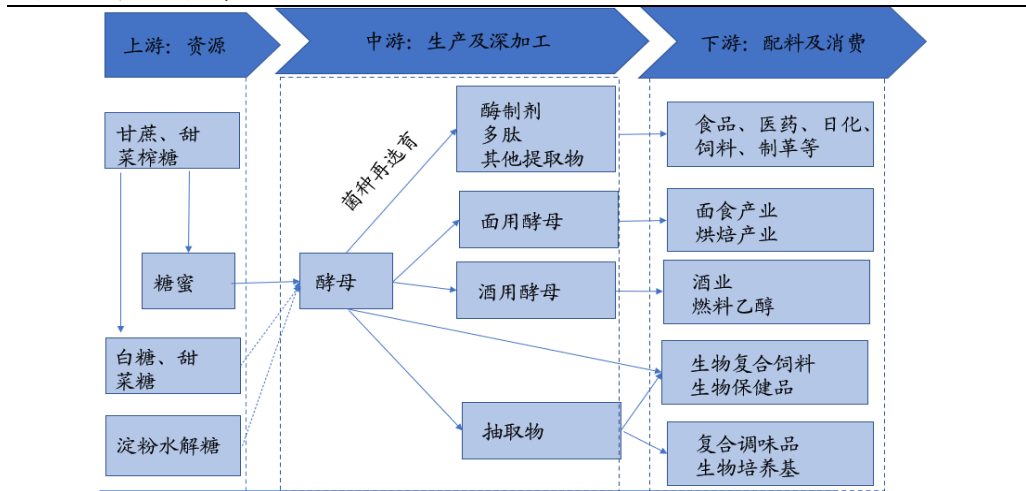 上游：资源
中游：生产及深加工
下游：配料及消费
甘蔗、甜
菜榨糖
糖蜜
白糖、甜
菜糖
淀粉水解糖
菌种再选育
酵母
酶制剂
多肽
其他提取物
面用酵母
酒用酵母
抽取物
食品、医药、日化、
饲料、制革等
面食产业
烘焙产业
酒业
燃料乙醇
生物复合饲料
生物保健品
复合调味品
生物培养基